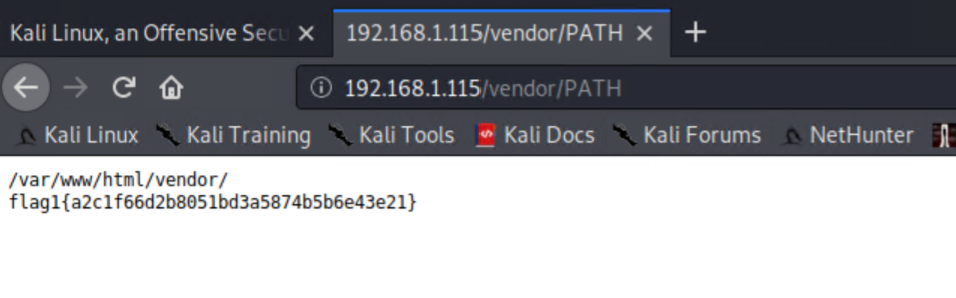 Kali Linux, an Offensive Secu
192.168.1.115/vendor/PATH
192.168.1.115/vendor/PATH
Kali Linux
Kali Training
Kali Tools
Kali Docs
Kali Forums
NetHunter
/var/www/html/vendor/
flag1{a2c1f66d2b8051bd3a5874b5b6e43e21}